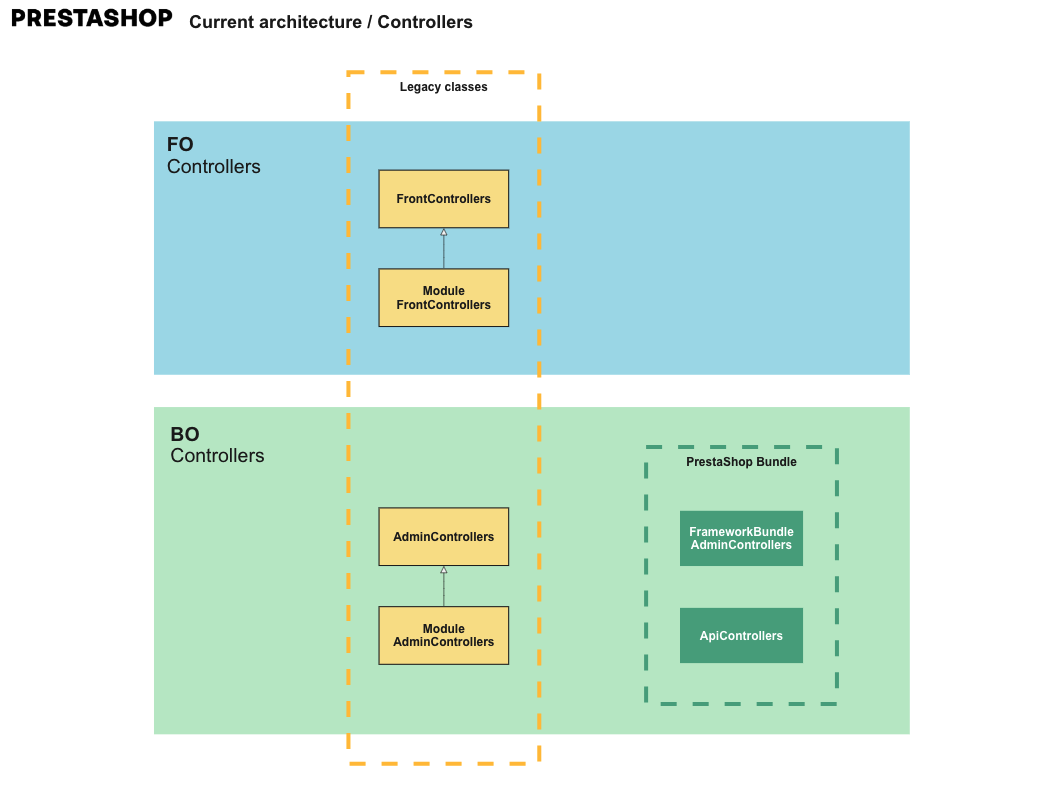 PRESTASHOP Current architecture / Controllers
Legacy classes
FO
Controllers
FrontControllers
Module
FrontControllers
BO
Controllers
PrestaShop Bundle
AdminControllers
FrameworkBundle
AdminControllers
Module
AdminControllers
ApiControllers